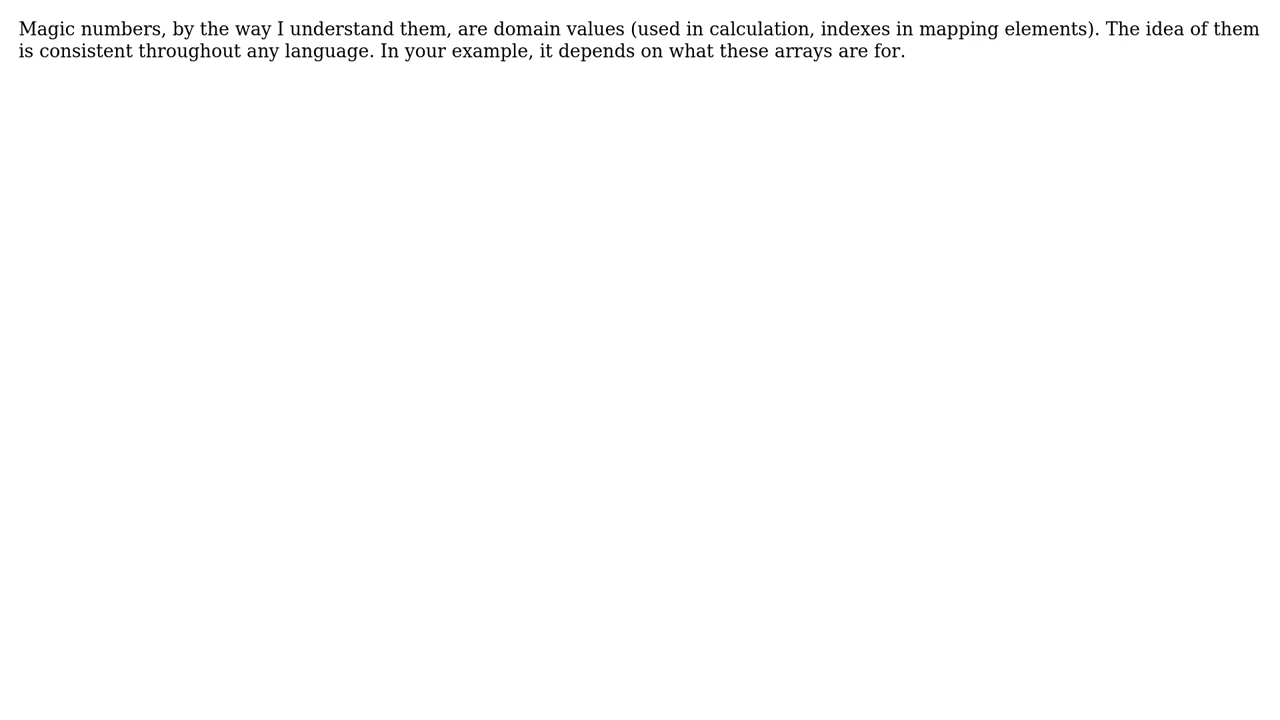 Magic numbers, by the way I understand them, are domain values (used in calculation, indexes in mapping elements). The idea of them
is consistent throughout any language. In your example, it depends on what these arrays are for.